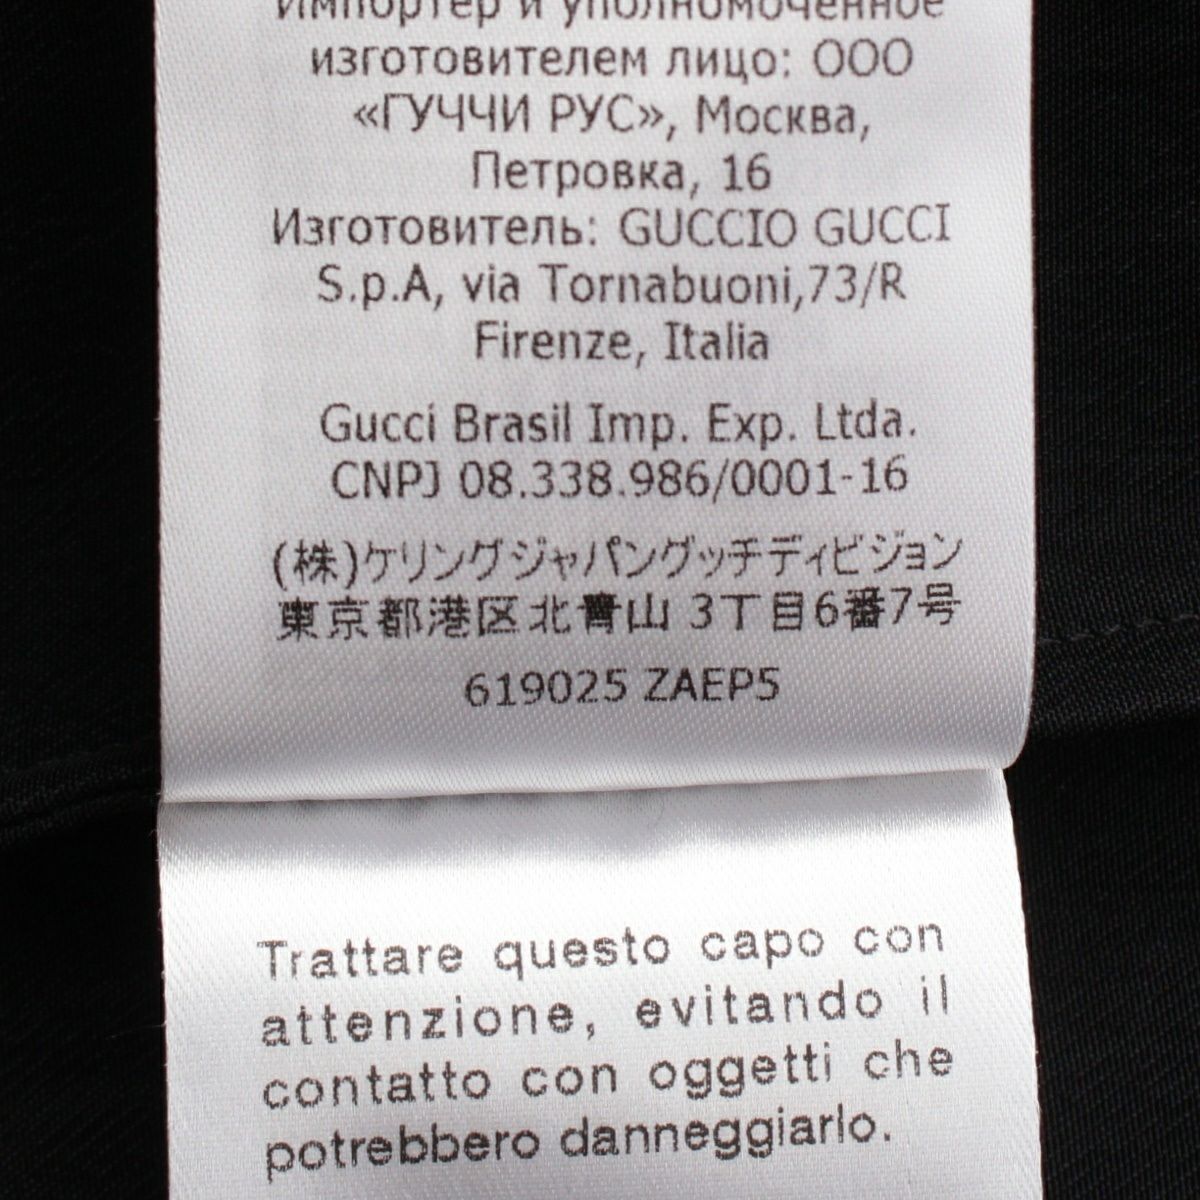 Импортёр и уполномоченное
изготовителем лицо: ООО
«ГУЧЧИ РУС», Москва,
Петровка, 16
Изготовитель: GUCCIO GUCCI
S.p.A, via Tornabuoni,73/R
Firenze, Italia
Gucci Brasil Imp. Exp. Ltda.
CNPJ 08.338.986/0001-16
(株)ケリングジャパングッチディビジョン
東京都港区北青山 3丁目6番7号
619025 ZAEP5
Trattare questo capo con
attenzione, evitando il
contatto con oggetti che
potrebbero danneggiarlo.